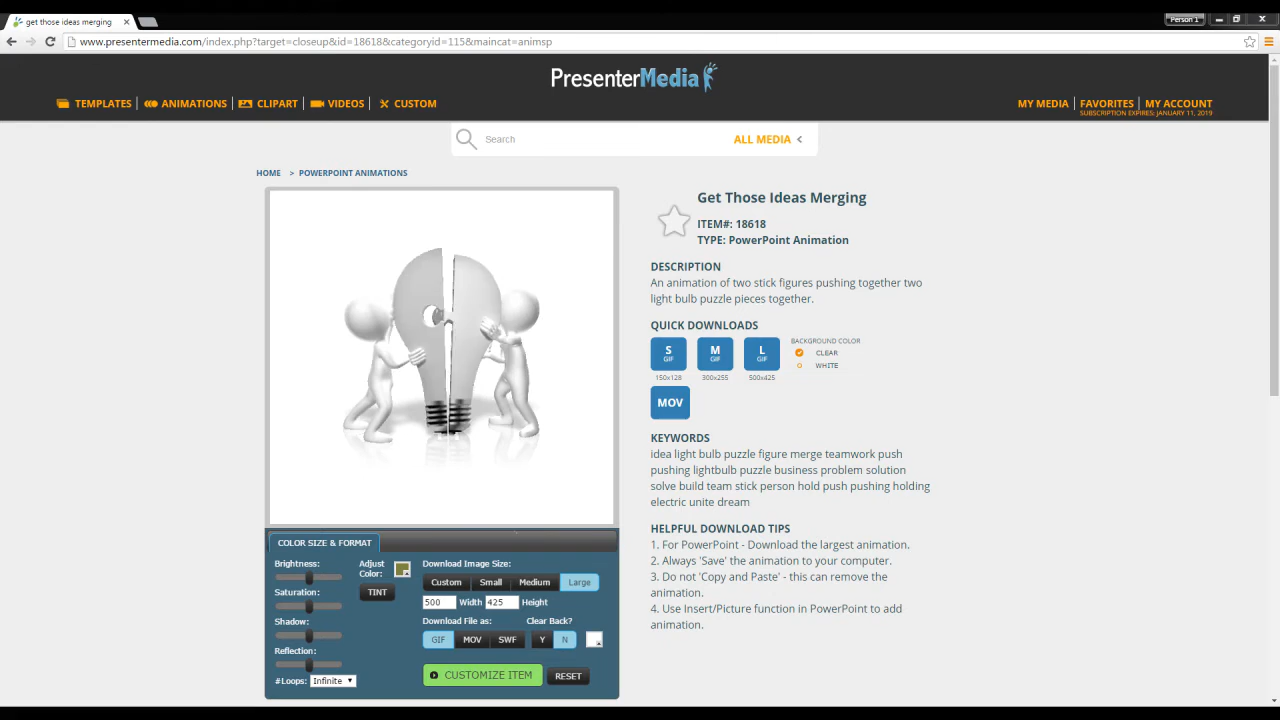 get those ideas merging
Person 1
www.presentermedia.com/index.php?target=closeup&id=18618&categoryid=115&maincat=animsp
PresenterMedia
TEMPLATES
ANIMATIONS
CLIPART
VIDEOS
CUSTOM
MY MEDIA
FAVORITES
MY ACCOUNT
SUBSCRIPTION EXPIRES: JANUARY 11, 2019
Search
ALL MEDIA
HOME > POWERPOINT ANIMATIONS
Get Those Ideas Merging
ITEM#: 18618
TYPE: PowerPoint Animation
DESCRIPTION
An animation of two stick figures pushing together two
light bulb puzzle pieces together.
QUICK DOWNLOADS
S GIF
M GIF
L GIF
150x128
300x255
500x425
BACKGROUND COLOR
CLEAR
WHITE
MOV
KEYWORDS
idea light bulb puzzle figure merge teamwork push
pushing lightbulb puzzle business problem solution
solve build team stick person hold push pushing holding
electric unite dream
HELPFUL DOWNLOAD TIPS
1. For PowerPoint - Download the largest animation.
2. Always 'Save' the animation to your computer.
3. Do not 'Copy and Paste' - this can remove the
animation.
4. Use Insert/Picture function in PowerPoint to add
animation.
COLOR SIZE & FORMAT
Brightness:
Saturation:
Shadow:
Reflection:
#Loops: Infinite
Adjust
Color:
TINT
Download Image Size:
Custom Small Medium Large
500 Width 425 Height
Download File as:
Clear Back?
GIF MOV SWF
Y N
CUSTOMIZE ITEM
RESET